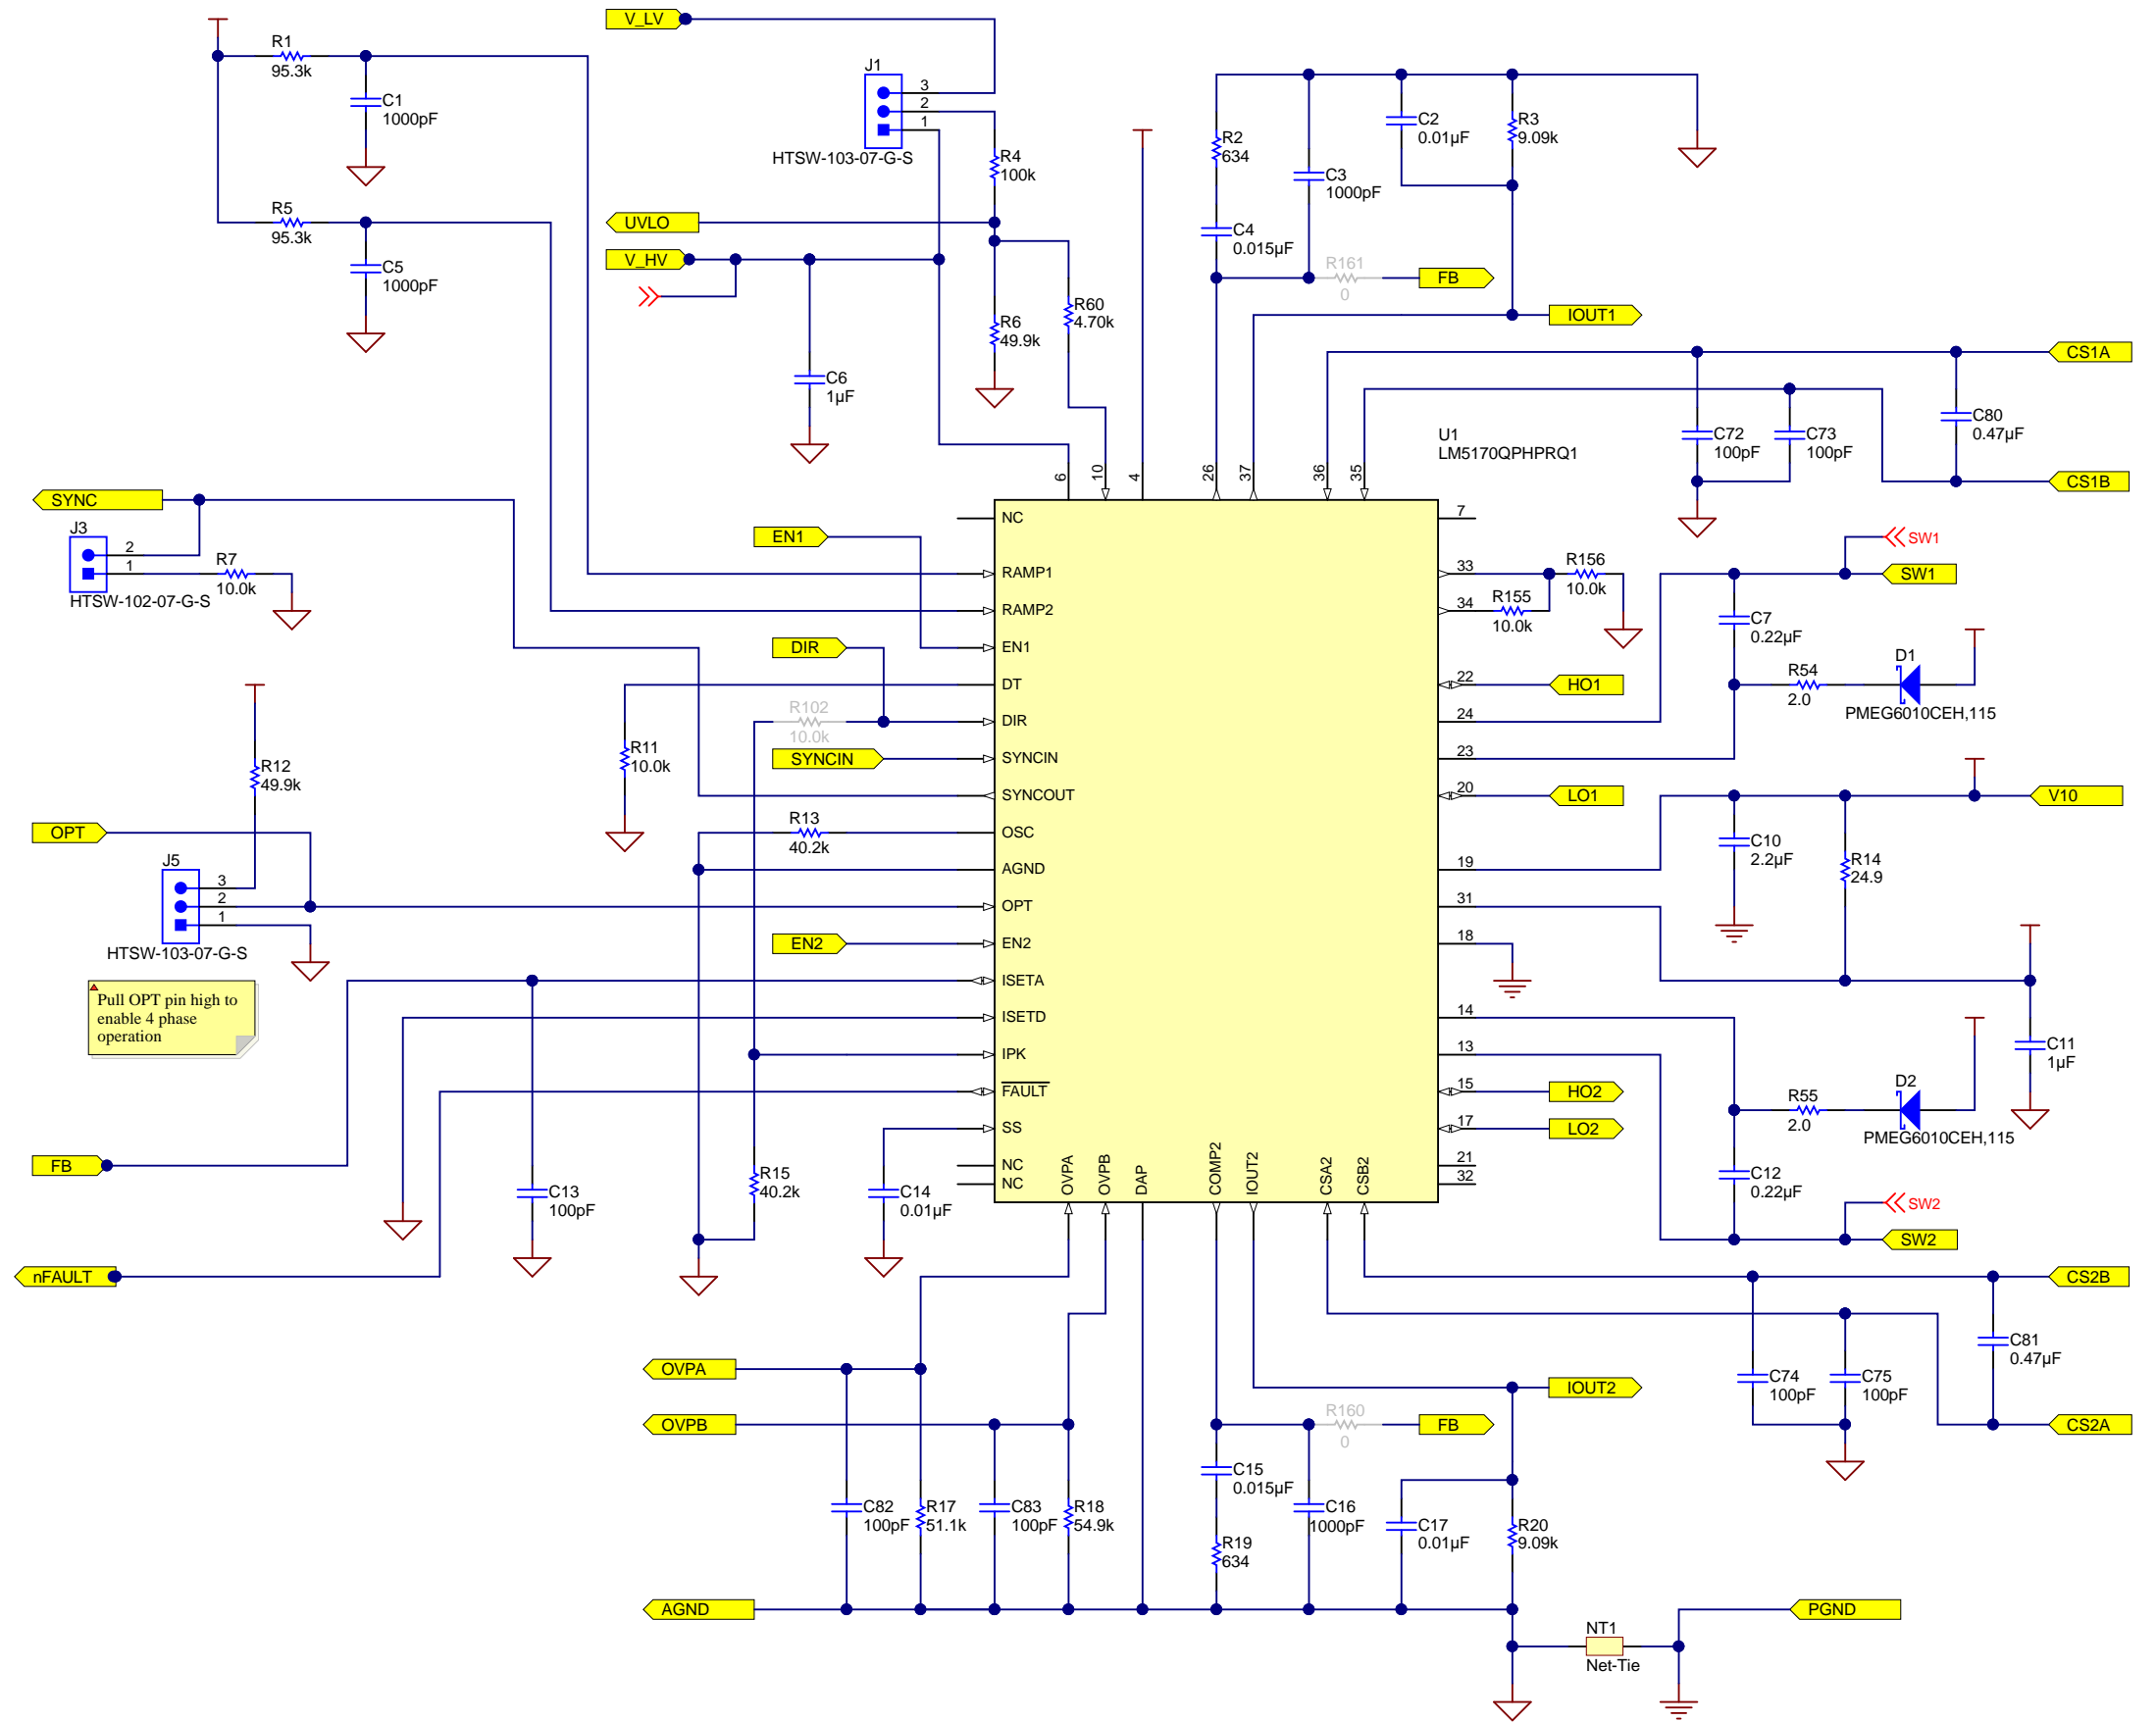 V_LV
R1
95.3k
C1
1000pF
J1
3
2
1
HTSW-103-07-G-S
R4
100k
R2
634
C3
1000pF
C2
0.01µF
R3
9.09k
R5
95.3k
C5
1000pF
UVLO
V_HV
C4
0.015µF
R161
0
FB
IOUT1
R6
49.9k
R60
4.70k
C6
1µF
CS1A
C72
100pF
C73
100pF
C80
0.47µF
CS1B
U1
LM5170QPHPRQ1
6
10
4
26
37
36
35
SYNC
J3
2
1
HTSW-102-07-G-S
R7
10.0k
EN1
DIR
R102
10.0k
SYNCIN
R11
10.0k
R12
49.9k
R13
40.2k
OPT
J5
3
2
1
HTSW-103-07-G-S
EN2
Pull OPT pin high to
enable 4 phase
operation
NC
RAMP1
RAMP2
EN1
DT
DIR
SYNCIN
SYNCOUT
OSC
AGND
OPT
EN2
ISETA
ISETD
IPK
FAULT
SS
NC
NC
OVPA
OVPB
DAP
COMP2
IOUT2
CSA2
CSB2
7
33
34
22
24
23
20
19
31
18
14
13
15
17
21
32
R156
10.0k
R155
10.0k
SW1
SW1
C7
0.22µF
R54
2.0
D1
PMEG6010CEH,115
HO1
LO1
V10
C10
2.2µF
R14
24.9
C11
1µF
D2
R55
2.0
PMEG6010CEH,115
HO2
LO2
C12
0.22µF
SW2
SW2
FB
C13
100pF
R15
40.2k
C14
0.01µF
nFAULT
CS2B
C81
0.47µF
C74
100pF
C75
100pF
CS2A
OVPA
OVPB
IOUT2
R160
0
FB
C15
0.015µF
C82
100pF
R17
51.1k
C83
100pF
R18
54.9k
R19
634
C16
1000pF
C17
0.01µF
R20
9.09k
AGND
PGND
NT1
Net-Tie